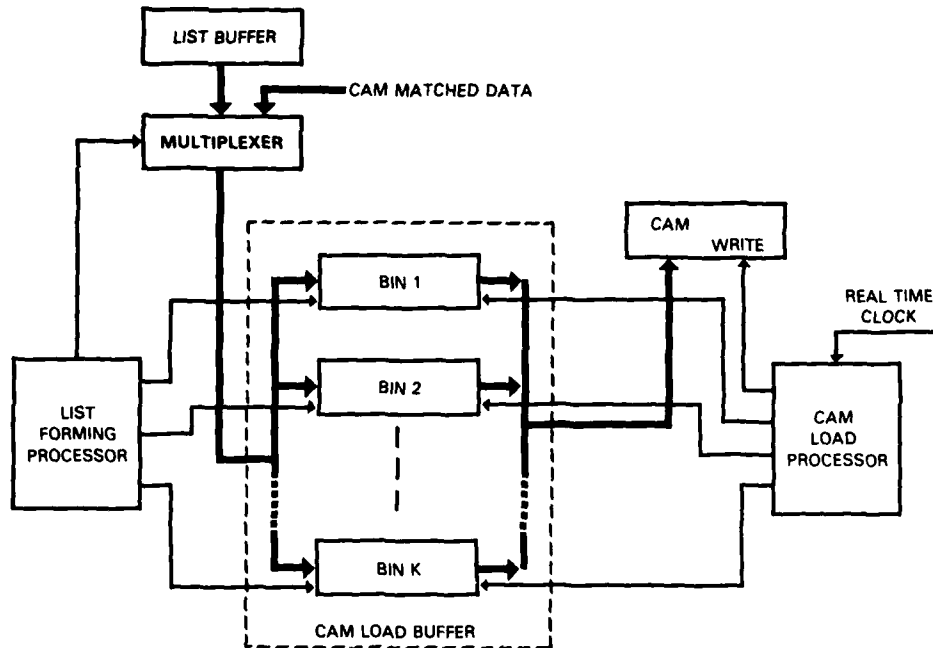 LIST BUFFER
CAM MATCHED DATA
MULTIPLEXER
CAM
WRITE
BIN 1
REAL TIME
CLOCK
BIN 2
LIST
FORMING
PROCESSOR
CAM
LOAD
PROCESSOR
BIN K
CAM LOAD BUFFER